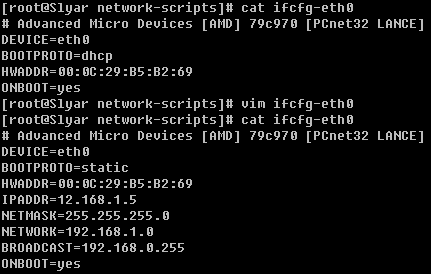 [root@Slyar network-scripts]# cat ifcfg-eth0
# Advanced Micro Devices [AMD] 79c970 [PCnet32 LANCE]
DEVICE=eth0
BOOTPROTO=dhcp
HWADDR=00:0C:29:B5:B2:69
ONBOOT=yes
[root@Slyar network-scripts]# vim ifcfg-eth0
[root@Slyar network-scripts]# cat ifcfg-eth0
# Advanced Micro Devices [AMD] 79c970 [PCnet32 LANCE]
DEVICE=eth0
BOOTPROTO=static
HWADDR=00:0C:29:B5:B2:69
IPADDR=12.168.1.5
NETMASK=255.255.255.0
NETWORK=192.168.1.0
BROADCAST=192.168.0.255
ONBOOT=yes